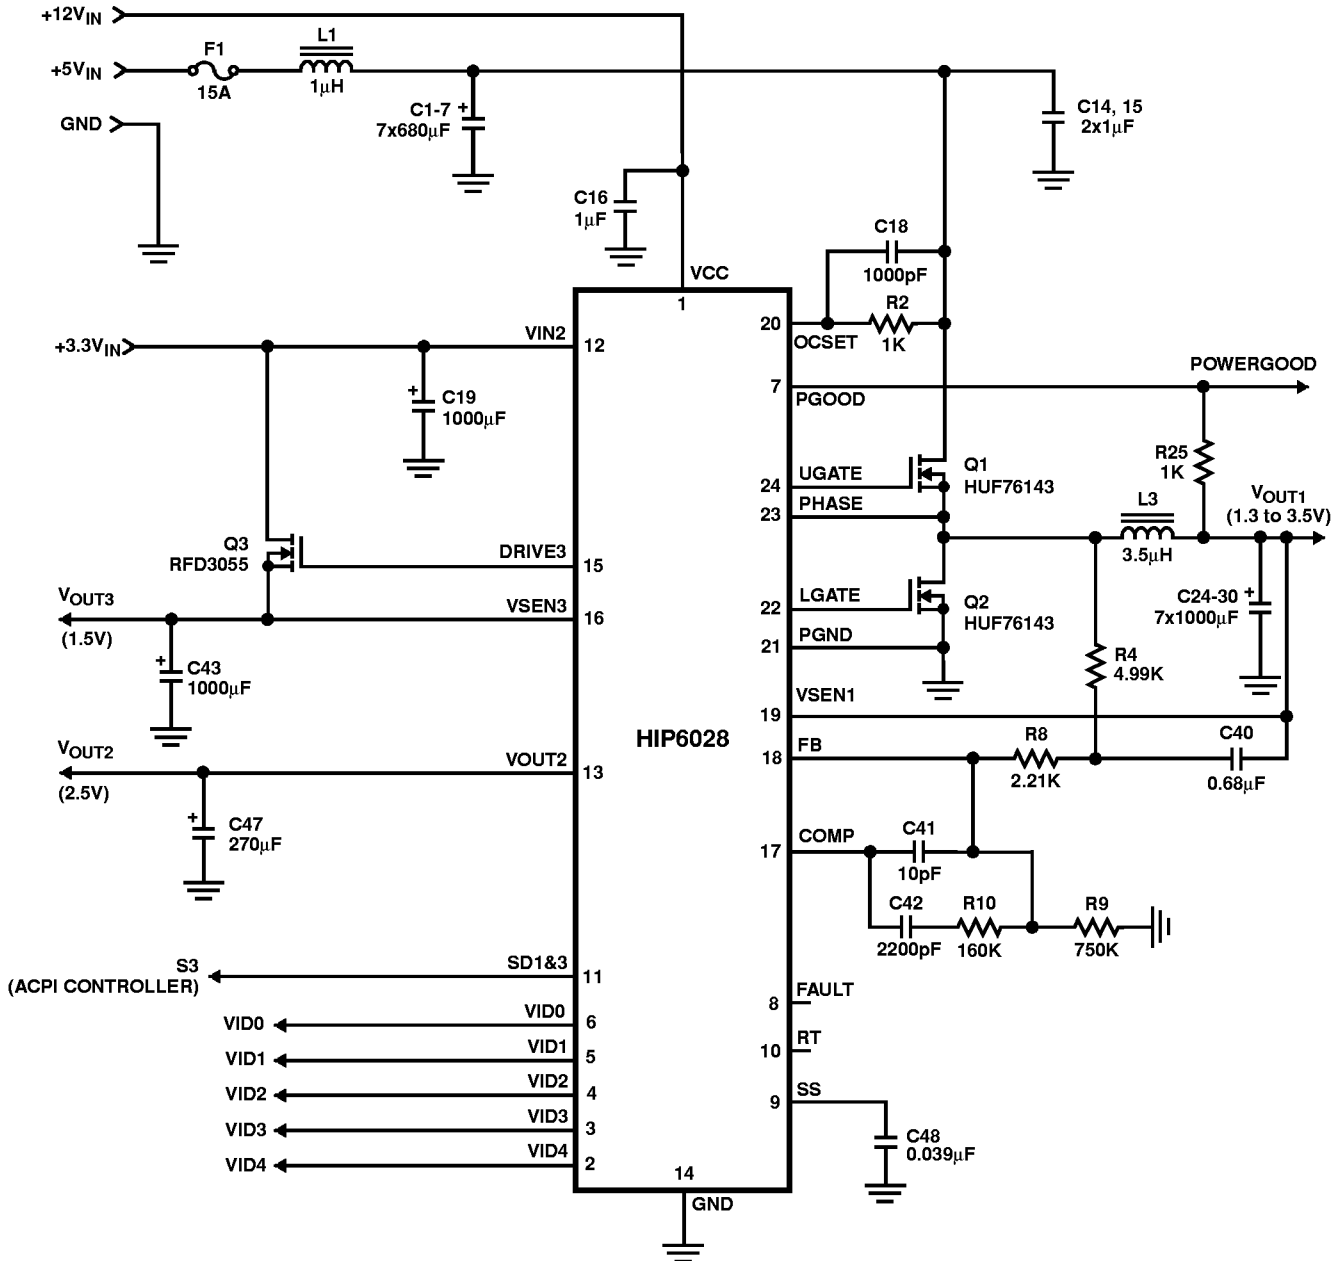 +12VIN
F1
L1
+5VIN
15A
1μH
C1-7
7x680μF
C14, 15
2x1μF
GND
C16
1μF
C18
1000pF
VCC
1
R2
20
OCSET
1K
+3.3VIN
VIN2
12
C19
1000μF
7
PGOOD
POWERGOOD
R25
1K
UGATE
24
Q1
HUF76143
PHASE
23
L3
3.5μH
VOUT1
(1.3 to 3.5V)
Q3
RFD3055
DRIVE3
15
LGATE
22
Q2
HUF76143
C24-30
7x1000μF
VOUT3
(1.5V)
VSEN3
16
PGND
21
C43
1000μF
R4
4.99K
VSEN1
19
HIP6028
FB
18
R8
2.21K
C40
0.68μF
VOUT2
(2.5V)
VOUT2
13
C47
270μF
COMP
17
C41
10pF
C42
2200pF
R10
160K
R9
750K
S3
(ACPI CONTROLLER)
SD1&3
11
FAULT
8
VID0
VID0
6
RT
10
VID1
VID1
5
VID2
VID2
4
SS
9
VID3
VID3
3
C48
0.039μF
VID4
VID4
2
14
GND
+
+
+
+
+